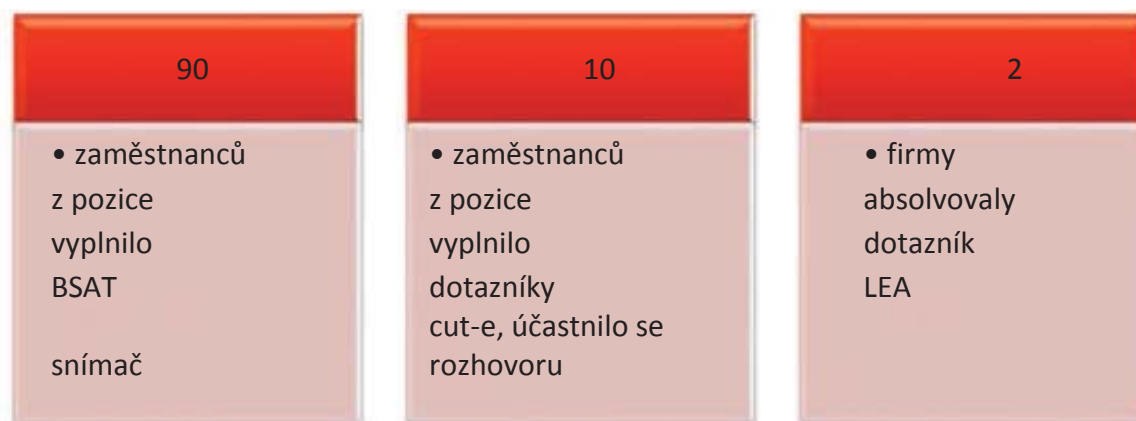 90
• zaměstnanců
z pozice
vyplnilo
BSAT
snímač
10
• zaměstnanců
z pozice
vyplnilo
dotazníky
cut-e, účastnilo se
rozhovoru
2
• firmy
absolvovaly
dotazník
LEA